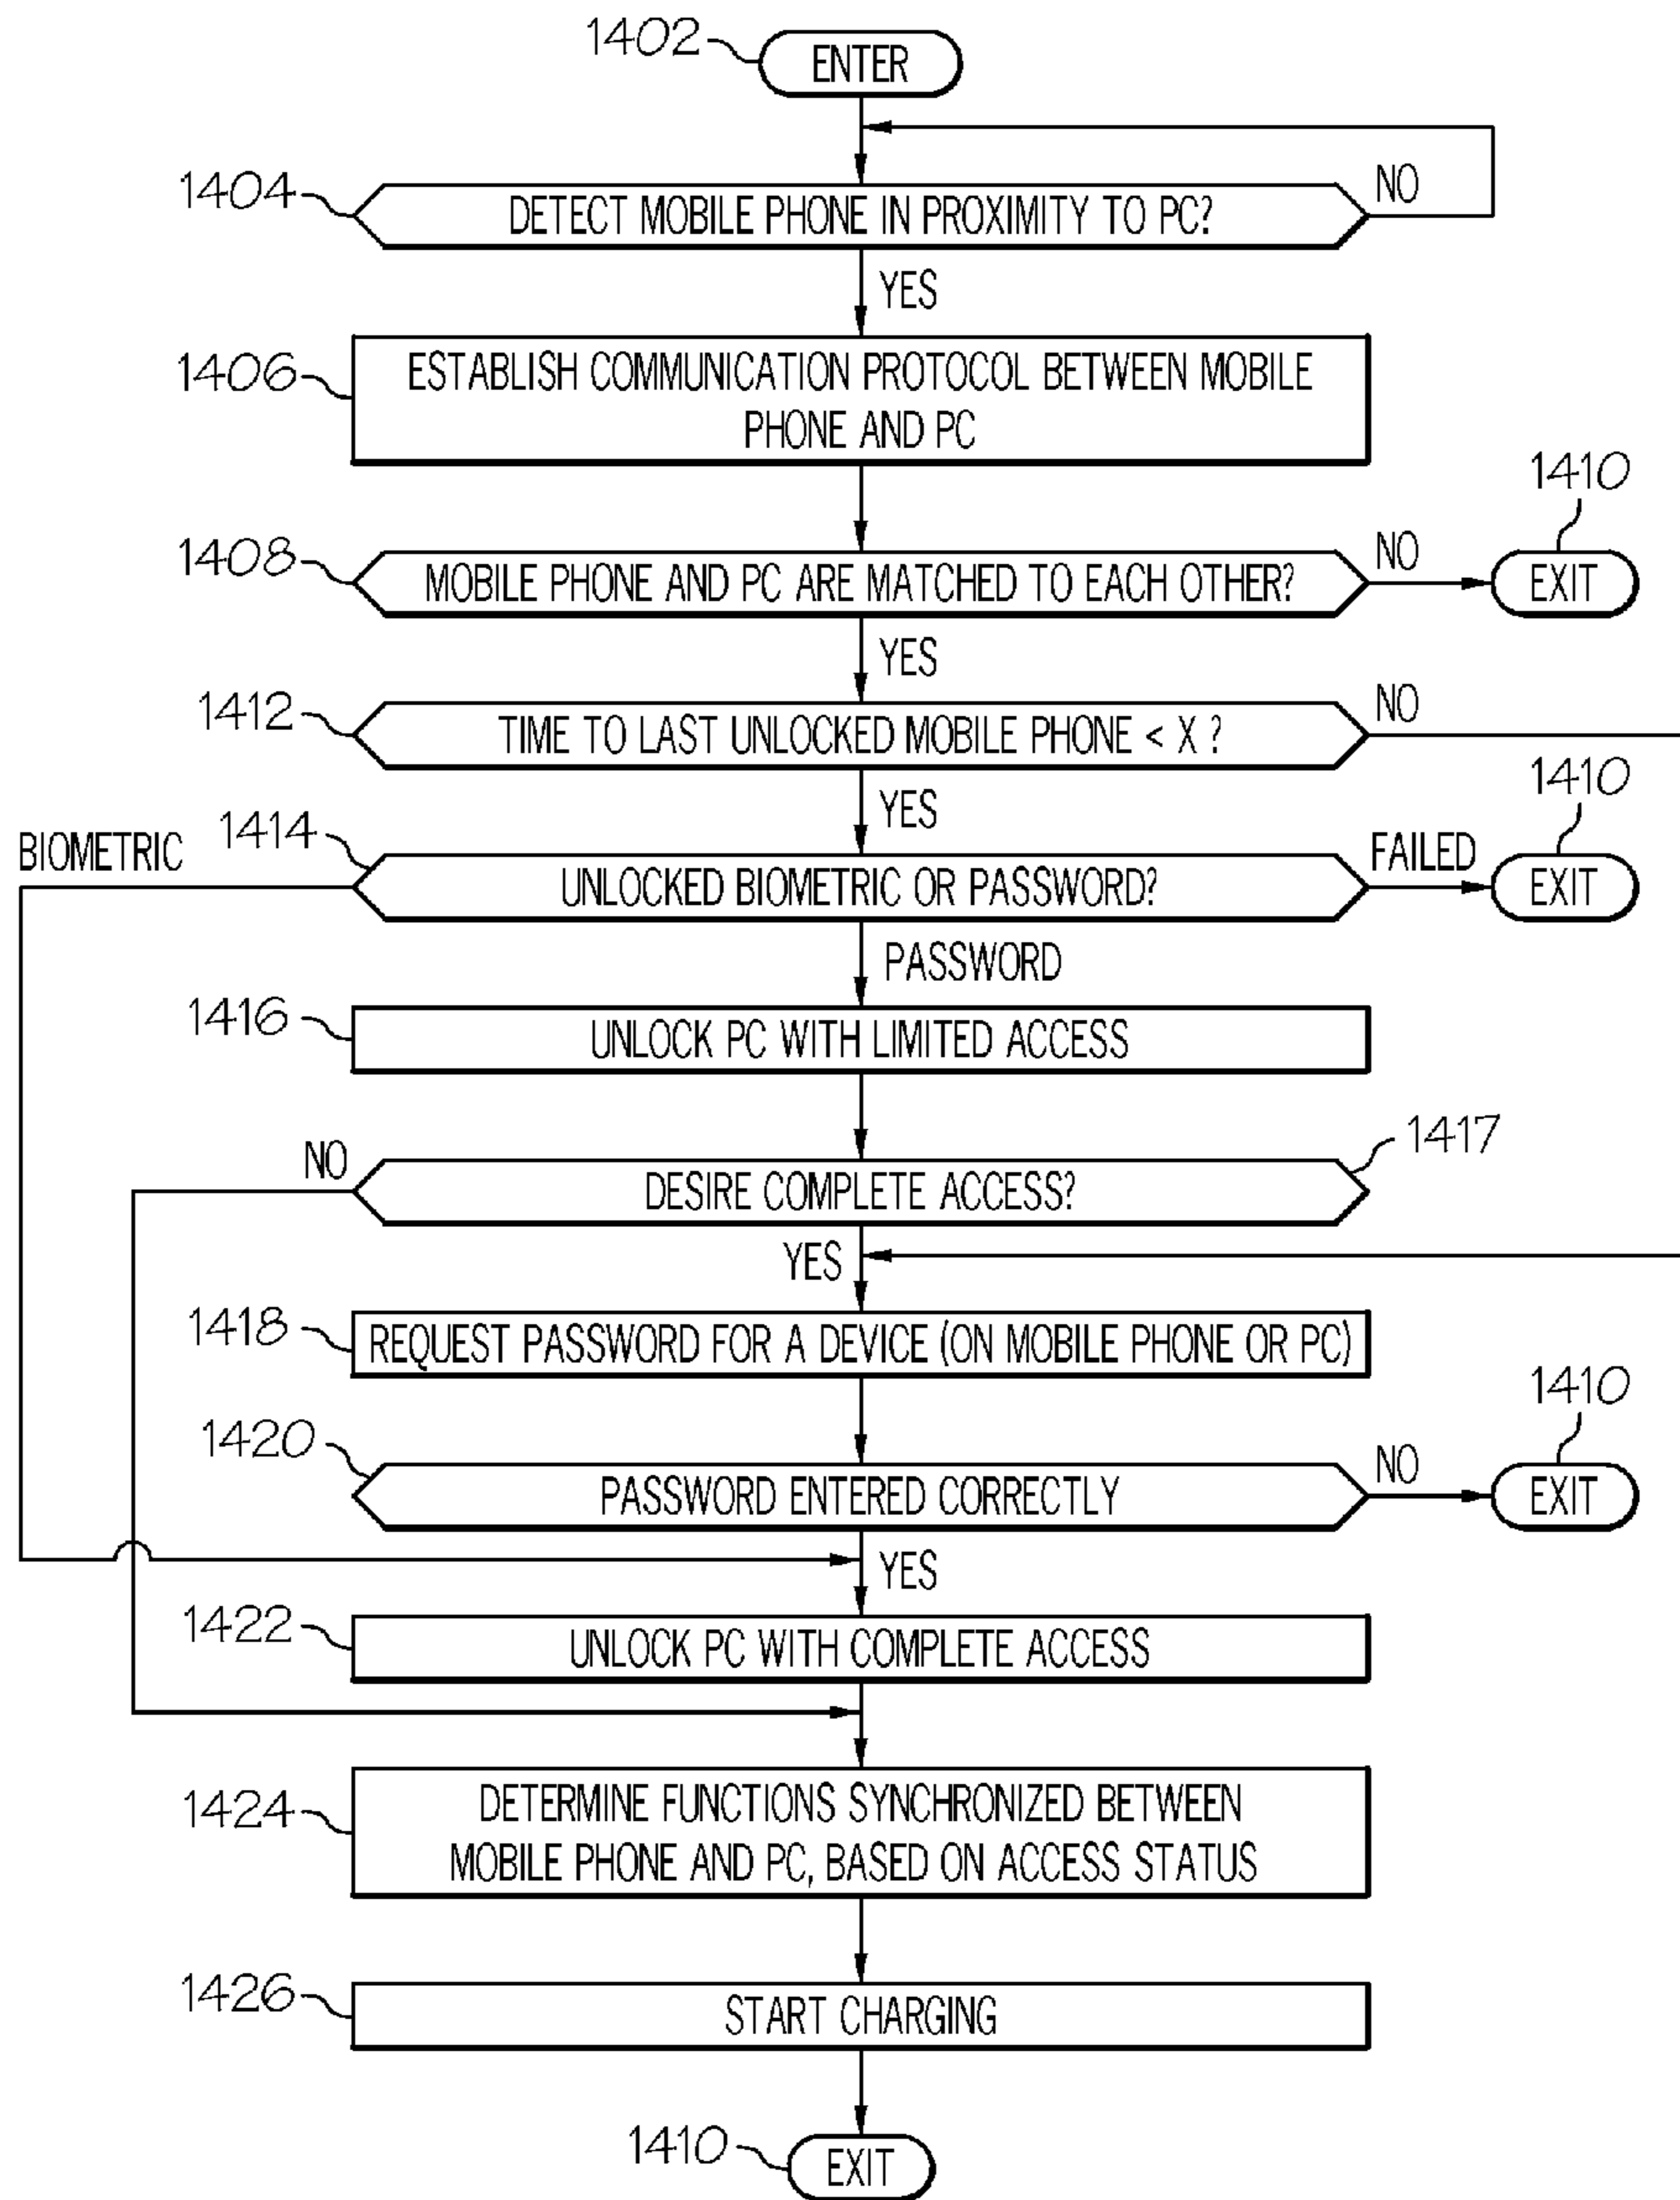 1402
ENTER
1404
DETECT MOBILE PHONE IN PROXIMITY TO PC?
NO
YES
1406
ESTABLISH COMMUNICATION PROTOCOL BETWEEN MOBILE
PHONE AND PC
1408
MOBILE PHONE AND PC ARE MATCHED TO EACH OTHER?
NO
1410
EXIT
YES
1412
TIME TO LAST UNLOCKED MOBILE PHONE < X ?
NO
YES
BIOMETRIC
1414
UNLOCKED BIOMETRIC OR PASSWORD?
FAILED
1410
EXIT
PASSWORD
1416
UNLOCK PC WITH LIMITED ACCESS
NO
DESIRE COMPLETE ACCESS?
1417
YES
1418
REQUEST PASSWORD FOR A DEVICE (ON MOBILE PHONE OR PC)
1420
PASSWORD ENTERED CORRECTLY
NO
1410
EXIT
YES
1422
UNLOCK PC WITH COMPLETE ACCESS
1424
DETERMINE FUNCTIONS SYNCHRONIZED BETWEEN
MOBILE PHONE AND PC, BASED ON ACCESS STATUS
1426
START CHARGING
1410
EXIT